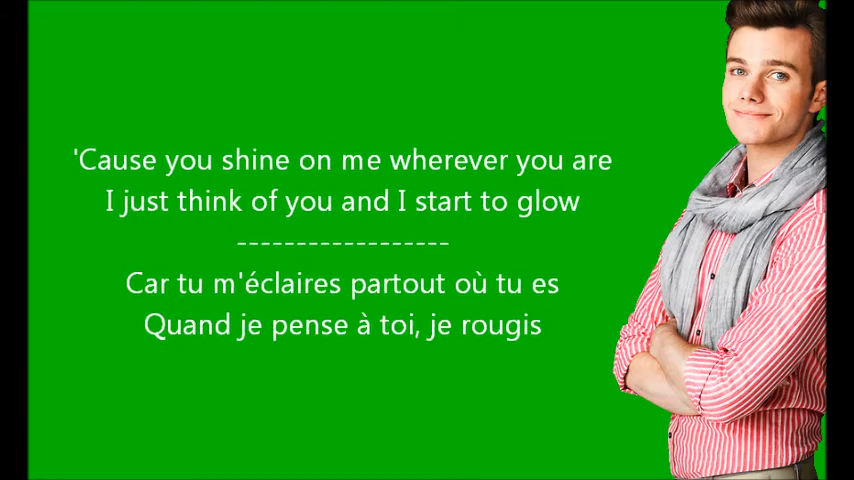 'Cause you shine on me wherever you are
I just think of you and I start to glow
------------------
Car tu m'éclaires partout où tu es
Quand je pense à toi, je rougis